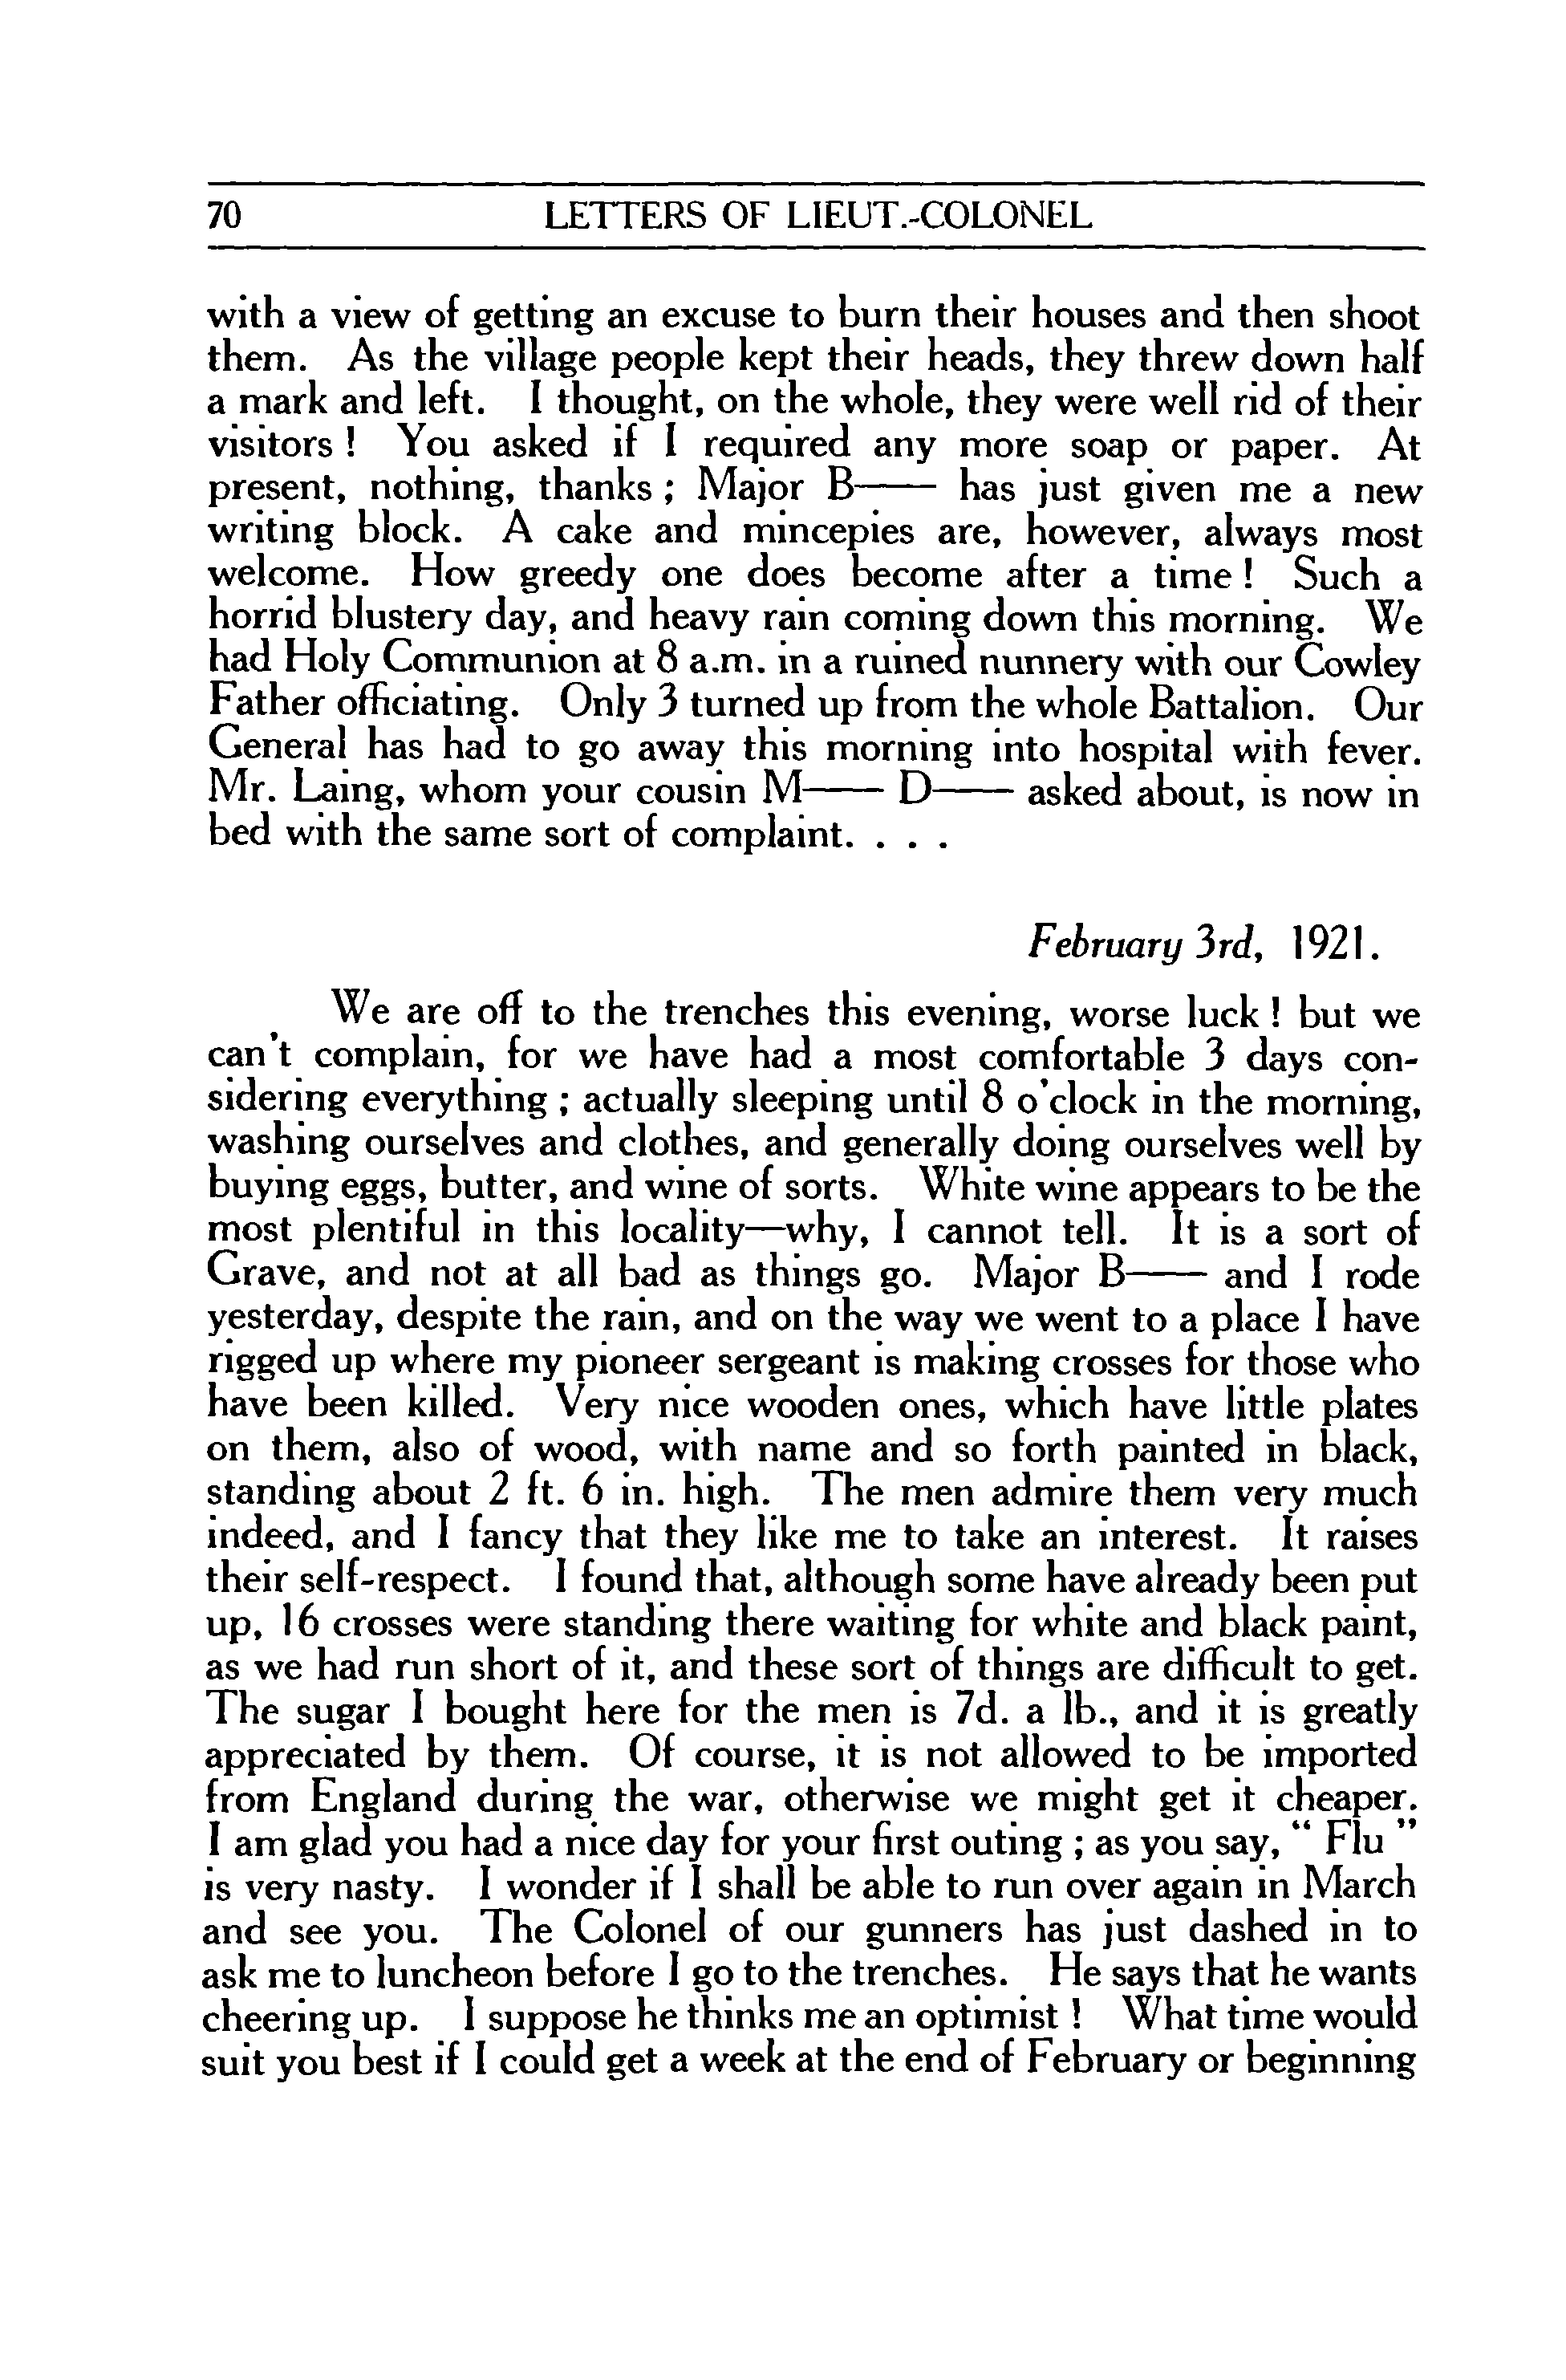 70 LETTERS OF LIEUT.-COLONEL
with a view of getting an excuse to burn their houses and then shoot
them. As the village people kept their heads, they threw down half
a mark and left. I thought, on the whole, they were well rid of their
visitors ! You asked if I required any more soap or paper. At
present, nothing, thanks ; Major B—— has just given me a new
writing block. A cake and mincepies are, however, always most
welcome. How greedy one does become after a time ! Such a
horrid blustery day, and heavy rain coming down this morning. We
had Holy Communion at 8 a.m. in a ruined nunnery with our Cowley
Father officiating. Only 3 turned up from the whole Battalion. Our
General has had to go away this morning into hospital with fever.
Mr. Laing, whom your cousin M—— D—— asked about, is now in
bed with the same sort of complaint. . . .
February 3rd, 1921.
We are off to the trenches this evening, worse luck ! but we
can't complain, for we have had a most comfortable 3 days con-
sidering everything ; actually sleeping until 8 o'clock in the morning,
washing ourselves and clothes, and generally doing ourselves well by
buying eggs, butter, and wine of sorts. White wine appears to be the
most plentiful in this locality—why, I cannot tell. It is a sort of
Grave, and not at all bad as things go. Major B—— and I rode
yesterday, despite the rain, and on the way we went to a place I have
rigged up where my pioneer sergeant is making crosses for those who
have been killed. Very nice wooden ones, which have little plates
on them, also of wood, with name and so forth painted in black,
standing about 2 ft. 6 in. high. The men admire them very much
indeed, and I fancy that they like me to take an interest. It raises
their self-respect. I found that, although some have already been put
up, 16 crosses were standing there waiting for white and black paint,
as we had run short of it, and these sort of things are difficult to get.
The sugar I bought here for the men is 7d. a lb., and it is greatly
appreciated by them. Of course, it is not allowed to be imported
from England during the war, otherwise we might get it cheaper.
I am glad you had a nice day for your first outing ; as you say, “ Flu ”
is very nasty. I wonder if I shall be able to run over again in March
and see you. The Colonel of our gunners has just dashed in to
ask me to luncheon before I go to the trenches. He says that he wants
cheering up. I suppose he thinks me an optimist ! What time would
suit you best if I could get a week at the end of February or beginning